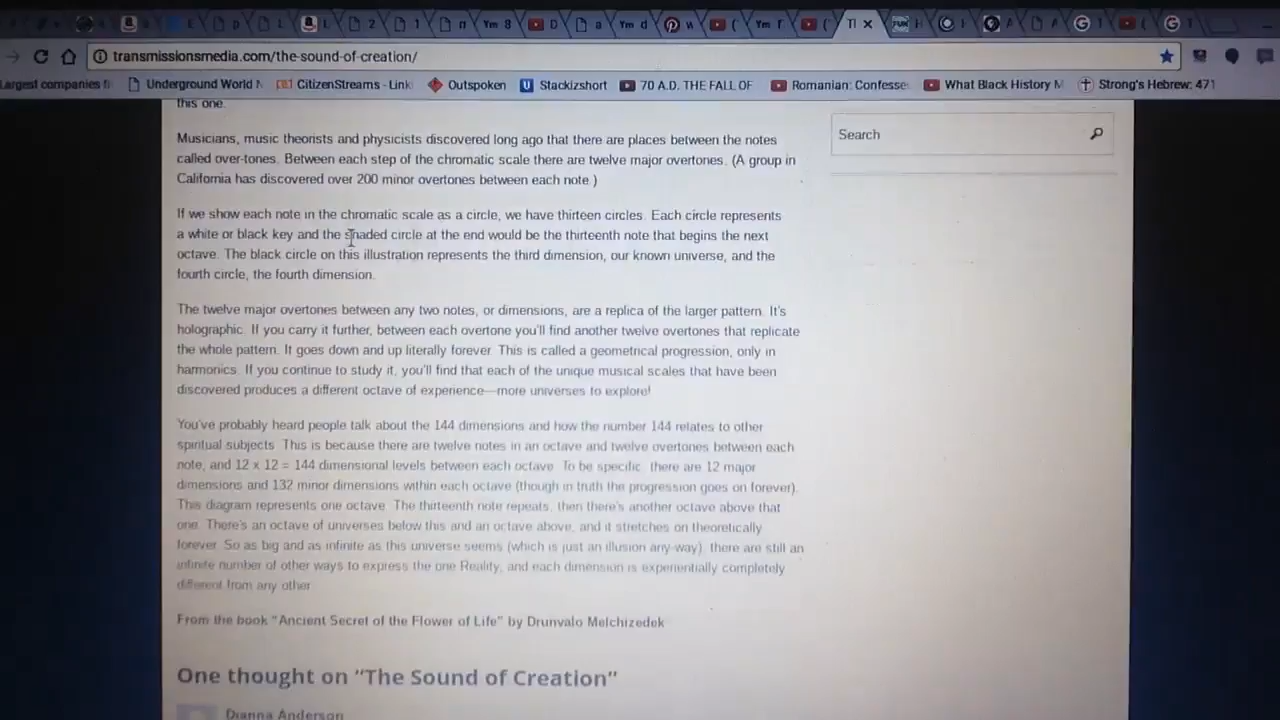 transmissionsmedia.com/the-sound-of-creation/
Largest companies
Underground World
CitizenStreams - Link
Outspoken
Stackizshort
70 A.D. THE FALL OF
Romanian: Confesse
What Black History
Strong's Hebrew: 471
this one.
Search
Musicians, music theorists and physicists discovered long ago that there are places between the notes
called over-tones. Between each step of the chromatic scale there are twelve major overtones. (A group in
California has discovered over 200 minor overtones between each note.)
If we show each note in the chromatic scale as a circle, we have thirteen circles. Each circle represents
a white or black key and the shaded circle at the end would be the thirteenth note that begins the next
octave. The black circle on this illustration represents the third dimension, our known universe, and the
fourth circle, the fourth dimension.
The twelve major overtones between any two notes, or dimensions, are a replica of the larger pattern. It's
holographic. If you carry it further, between each overtone you'll find another twelve overtones that replicate
the whole pattern. It goes down and up literally forever. This is called a geometrical progression, only in
harmonics. If you continue to study it, you'll find that each of the unique musical scales that have been
discovered produces a different octave of experience—more universes to explore!
You've probably heard people talk about the 144 dimensions and how the number 144 relates to other
spiritual subjects. This is because there are twelve notes in an octave and twelve overtones between each
note, and 12 x 12 = 144 dimensional levels between each octave. To be specific, there are 12 major
dimensions and 132 minor dimensions within each octave (though in truth the progression goes on forever).
This diagram represents one octave. The thirteenth note repeats, then there's another octave above that
one. There's an octave of universes below this and an octave above, and it stretches on theoretically
forever. So as big and as infinite as this universe seems (which is just an illusion any-way), there are still an
infinite number of other ways to express the one Reality, and each dimension is experientially completely
different from any other.
From the book "Ancient Secret of the Flower of Life" by Drunvalo Melchizedek
One thought on "The Sound of Creation"
Dianna Anderson